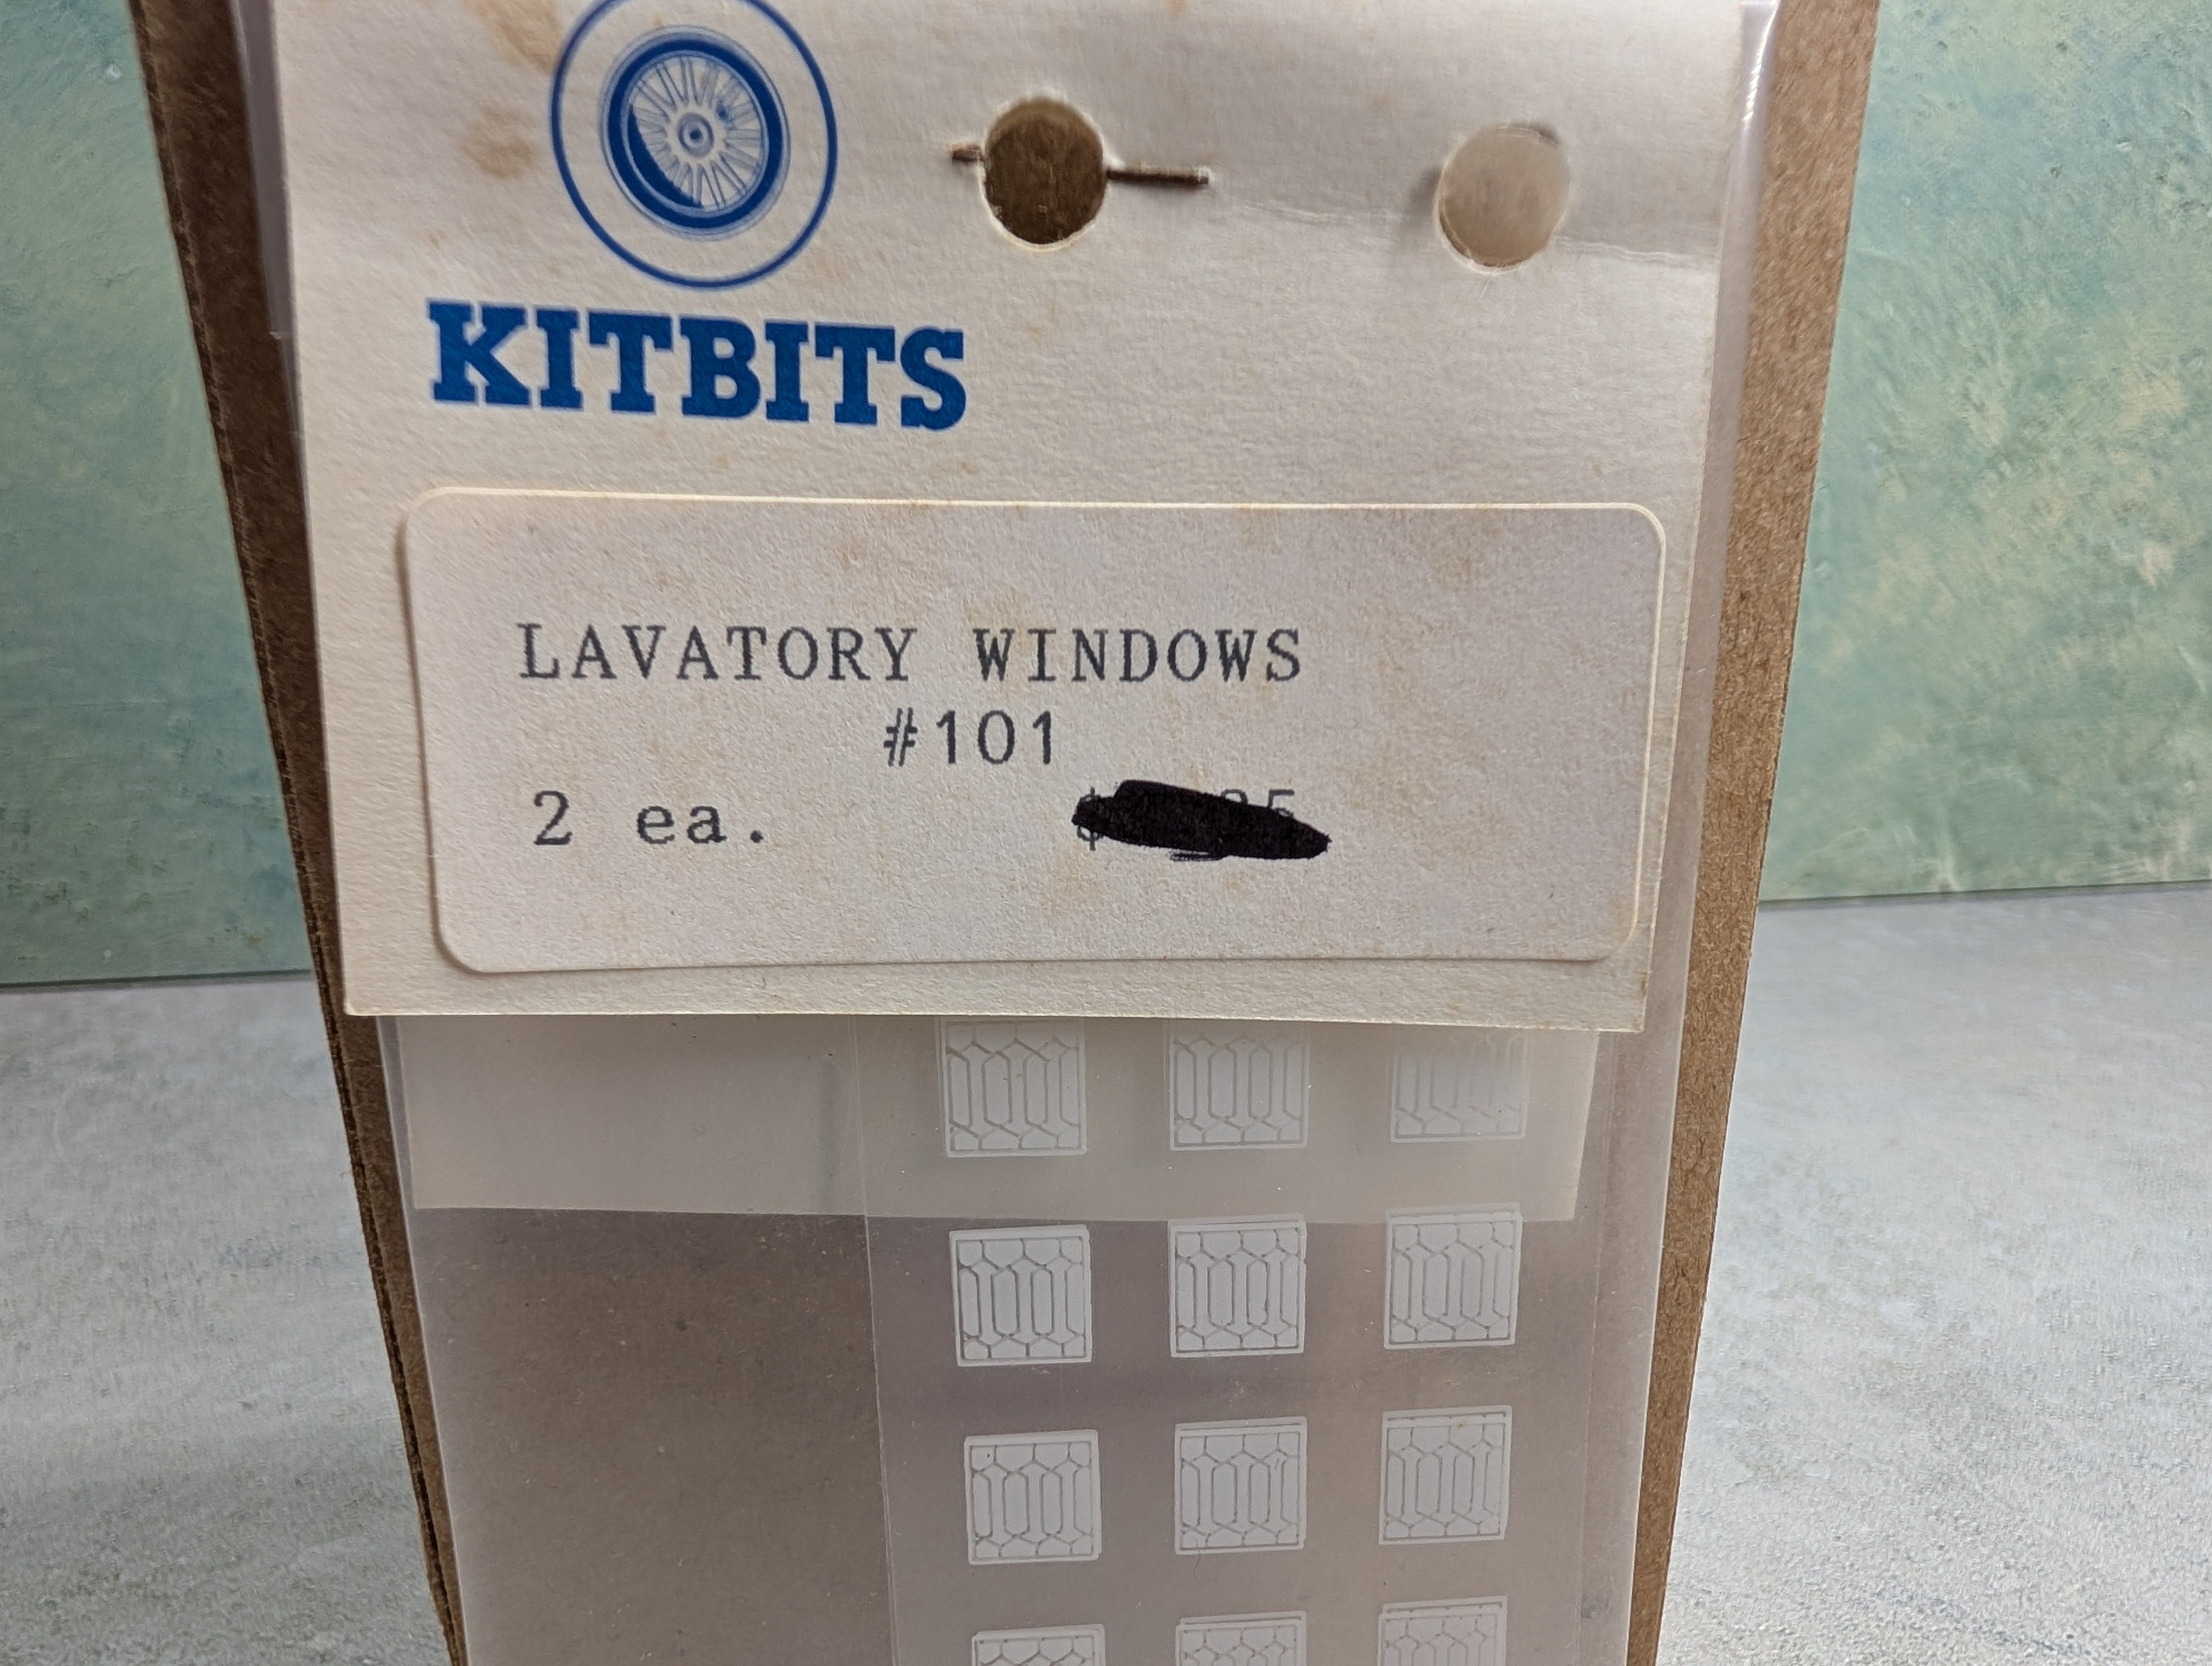 KITBITS
LAVATORY WINDOWS
#101
2 ea.